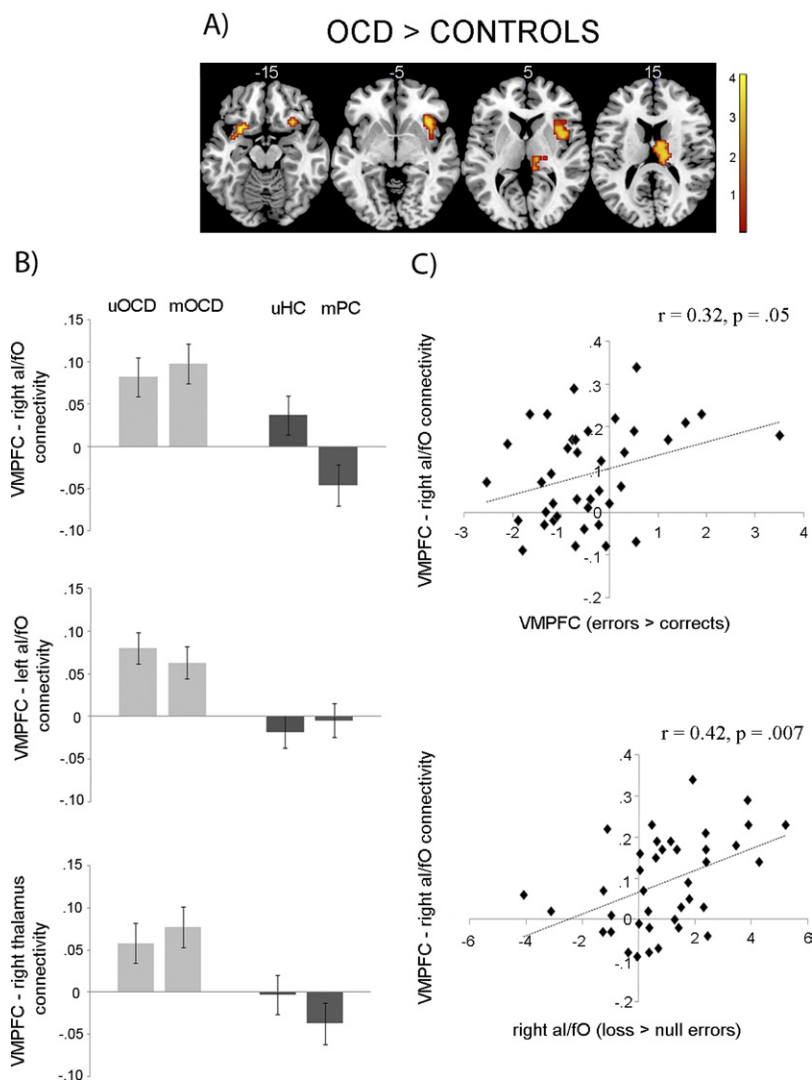 A)
OCD > CONTROLS
-15 -5 5 15
4
3
2
1
B)
uOCD mOCD uHC mPC
VMPFC - right aI/fO
connectivity
.15
.10
.05
0
-.05
-.10
VMPFC - left aI/fO
connectivity
.15
.10
.05
0
-.05
-.10
VMPFC - right thalamus
connectivity
.15
.10
.05
0
-.05
-.10
C)
r = 0.32, p = .05
VMPFC - right aI/fO connectivity
.4
.3
.2
.1
0
-.1
-.2
-3 -2 -1 0 1 2 3 4
VMPFC (errors > corrects)
r = 0.42, p = .007
VMPFC - right aI/fO connectivity
.4
.3
.2
.1
0
-.1
-.2
-6 -4 -2 0 2 4 6
right aI/fO (loss > null errors)